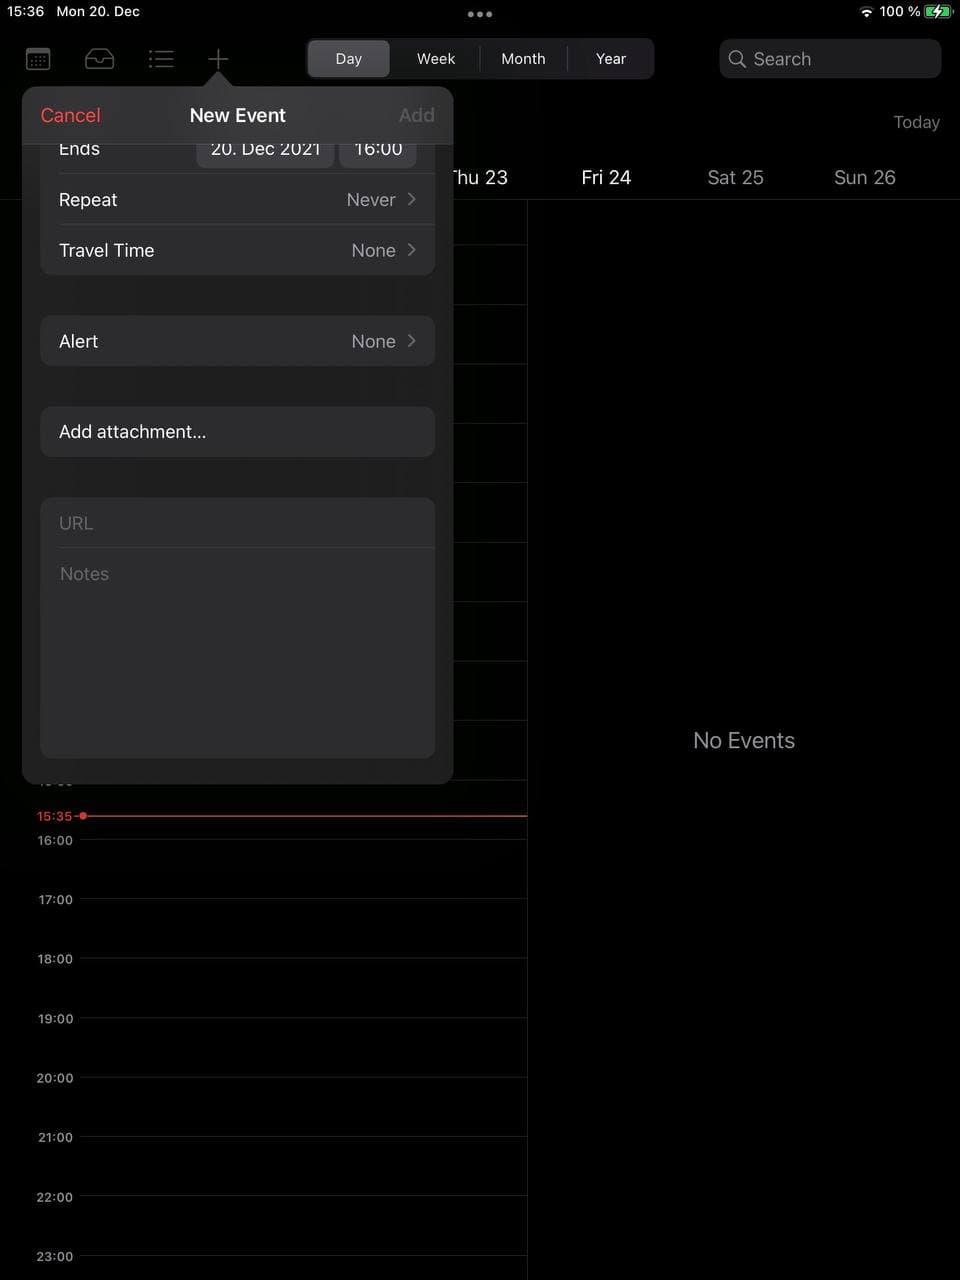 15:36 Mon 20. Dec
100 %
Day Week Month Year
Search
Cancel New Event Add
Today
Ends 20. Dec 2021 16:00
Thu 23 Fri 24 Sat 25 Sun 26
Repeat Never
Travel Time None
Alert None
Add attachment...
URL
Notes
No Events
15:35
16:00
17:00
18:00
19:00
20:00
21:00
22:00
23:00